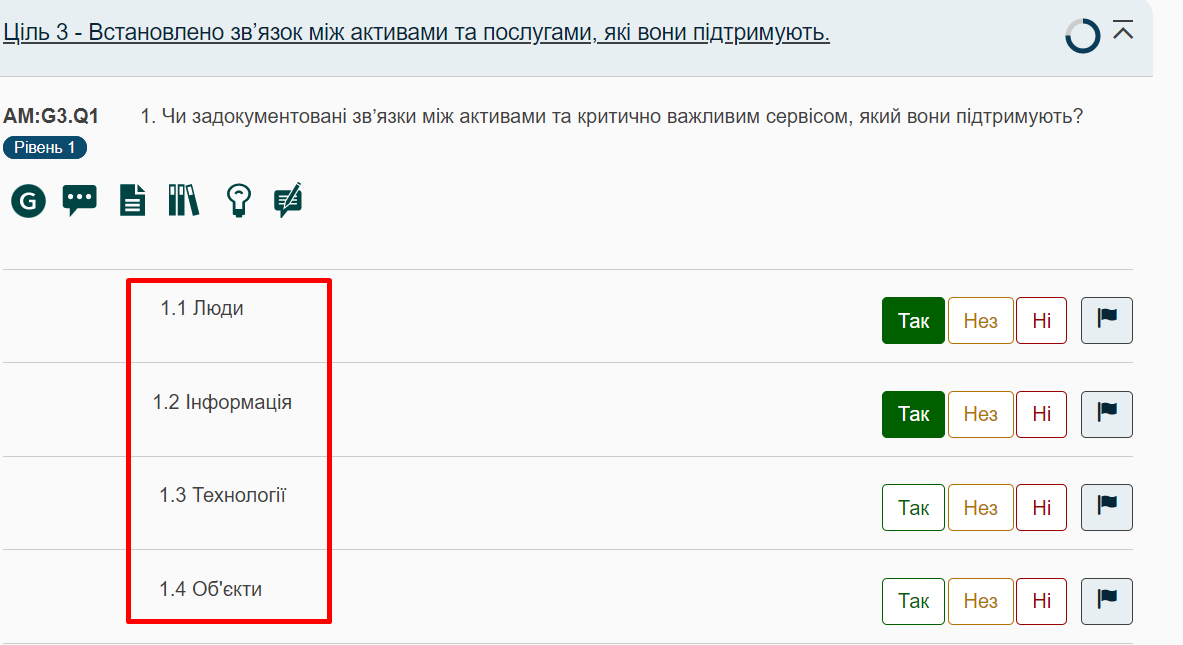 Ціль 3 - Встановлено зв’язок між активами та послугами, які вони підтримують.
AM:G3.Q1 1. Чи задокументовані зв’язки між активами та критично важливим сервісом, який вони підтримують?
Рівень 1
G
1.1 Люди Так Нез Ні
1.2 Інформація Так Нез Ні
1.3 Технології Так Нез Ні
1.4 Об'єкти Так Нез Ні